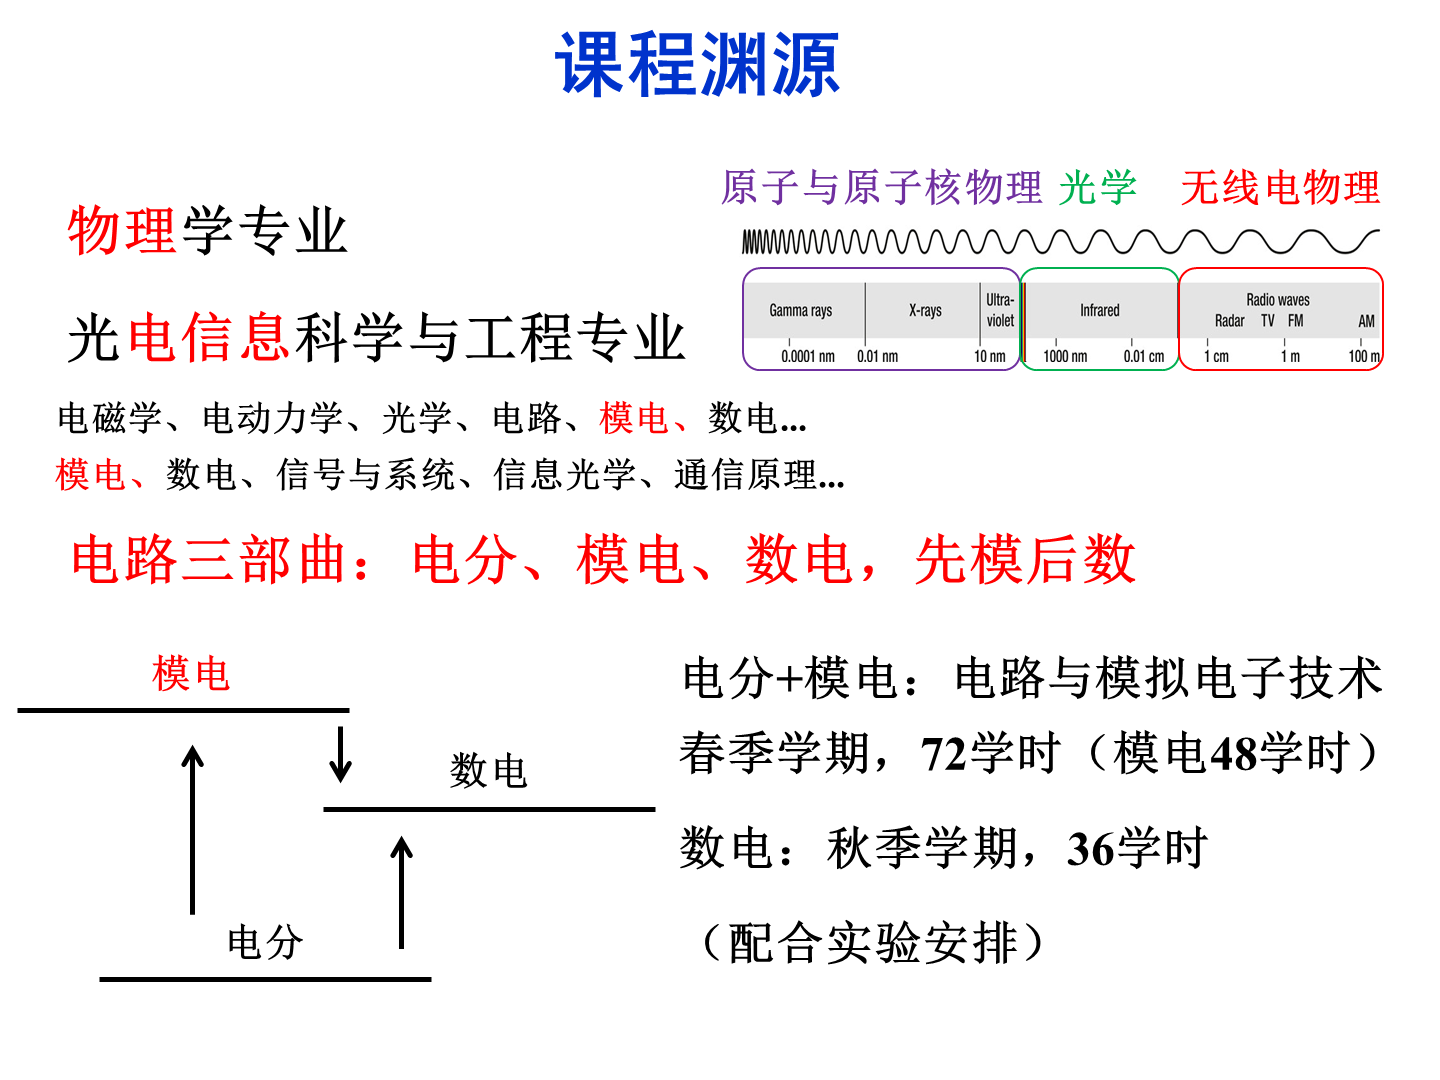 课程渊源
原子与原子核物理 光学 无线电物理
物理学专业
Gamma rays X-rays Ultra-violet Infrared Radio waves
Radar TV FM AM
0.0001 nm 0.01 nm 10 nm 1000 nm 0.01 cm 1 cm 1 m 100 m
光电信息科学与工程专业
电磁学、电动力学、光学、电路、模电、数电...
模电、数电、信号与系统、信息光学、通信原理...
电路三部曲：电分、模电、数电，先模后数
模电
数电
电分
电分+模电：电路与模拟电子技术
春季学期，72学时（模电48学时）
数电：秋季学期，36学时
（配合实验安排）